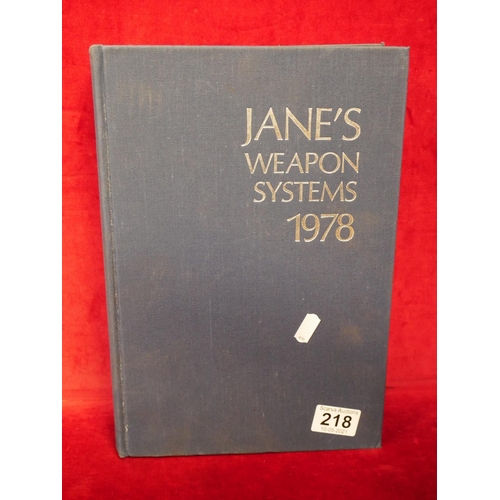 JANE'S
WEAPON
SYSTEMS
1978
218